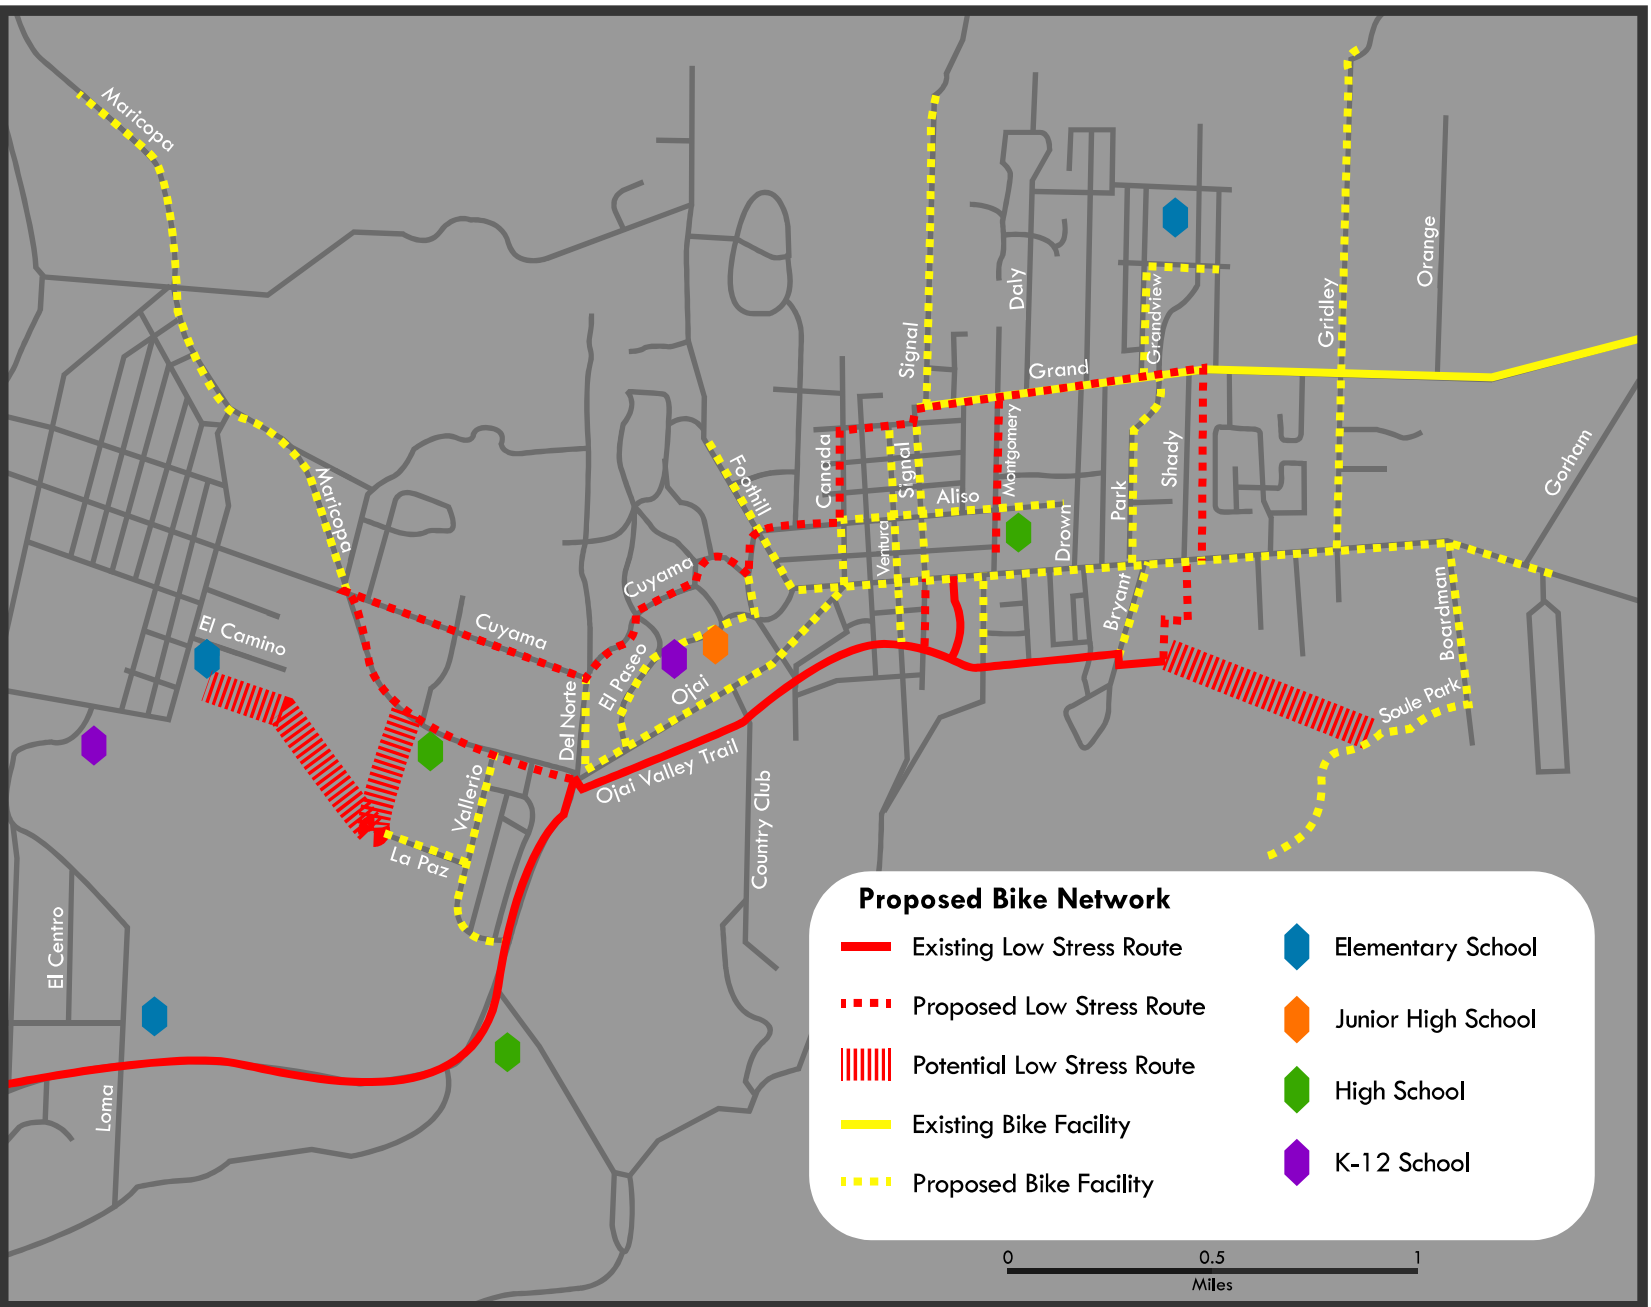 Maricopa
Signal
Daly
Grandview
Gridley
Orange
Grand
Maricopa
Foothill
Canada
Signal
Montgomery
Aliso
Park
Shady
Gorham
Ventura
Drown
Cuyama
Bryant
Boardman
El Camino
Cuyama
El Paseo
Ojai
Del Norte
Soule Park
Ojai Valley Trail
Vallerio
Country Club
La Paz
El Centro
Loma
Proposed Bike Network
Existing Low Stress Route
Proposed Low Stress Route
Potential Low Stress Route
Existing Bike Facility
Proposed Bike Facility
Elementary School
Junior High School
High School
K-12 School
0 0.5 1
Miles